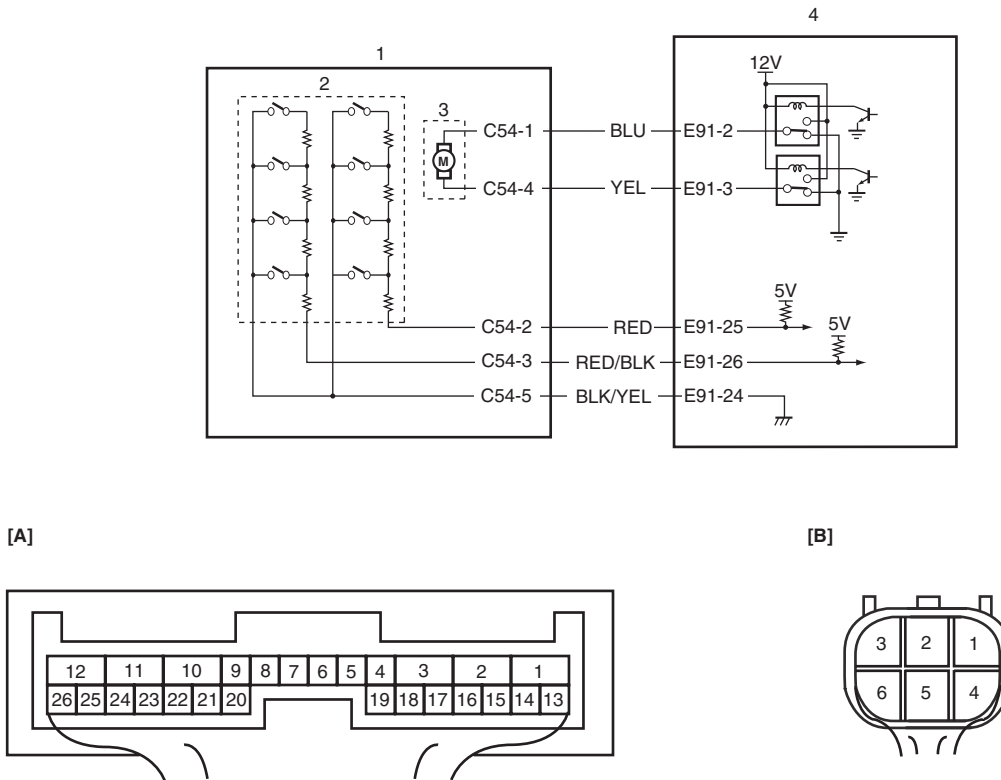 4
1
12V
2
3
C54-1 BLU E91-2
M
C54-4 YEL E91-3
5V
C54-2 RED E91-25
5V
C54-3 RED/BLK E91-26
C54-5 BLK/YEL E91-24
[A] [B]
12 11 10 9 8 7 6 5 4 3 2 1
26 25 24 23 22 21 20 19 18 17 16 15 14 13
3 2 1
6 5 4